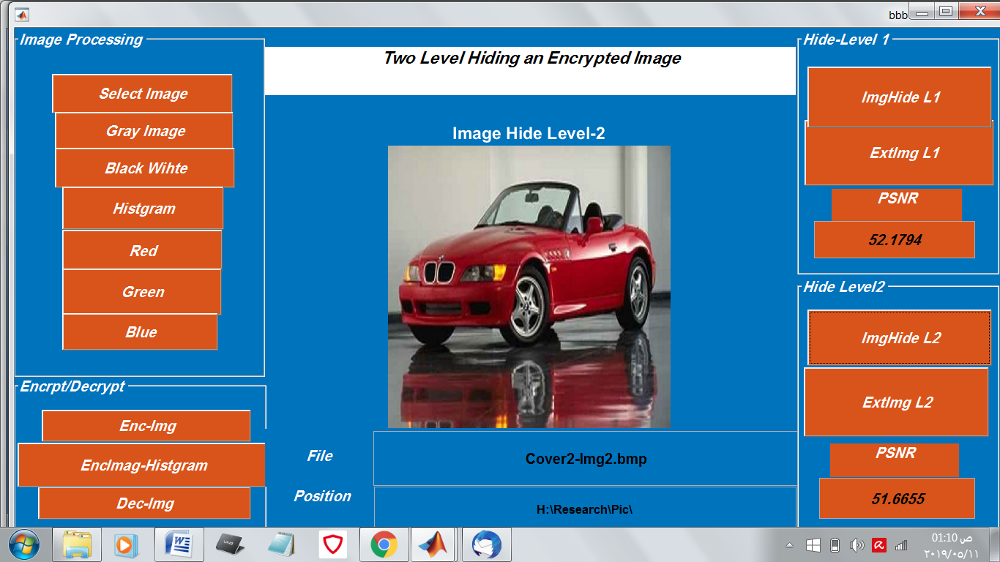 bbb
Image Processing
Select Image
Gray Image
Black Wihte
Histgram
Red
Green
Blue
Encrpt/Decrypt
Enc-Img
EncImag-Histgram
Dec-Img
Two Level Hiding an Encrypted Image
Image Hide Level-2
File
Cover2-Img2.bmp
Position
H:\Research\Pic\
Hide-Level 1
ImgHide L1
ExtImg L1
PSNR
52.1794
Hide Level2
ImgHide L2
ExtImg L2
PSNR
51.6655
01:10 ص
٢٠١٩/٠٥/١١